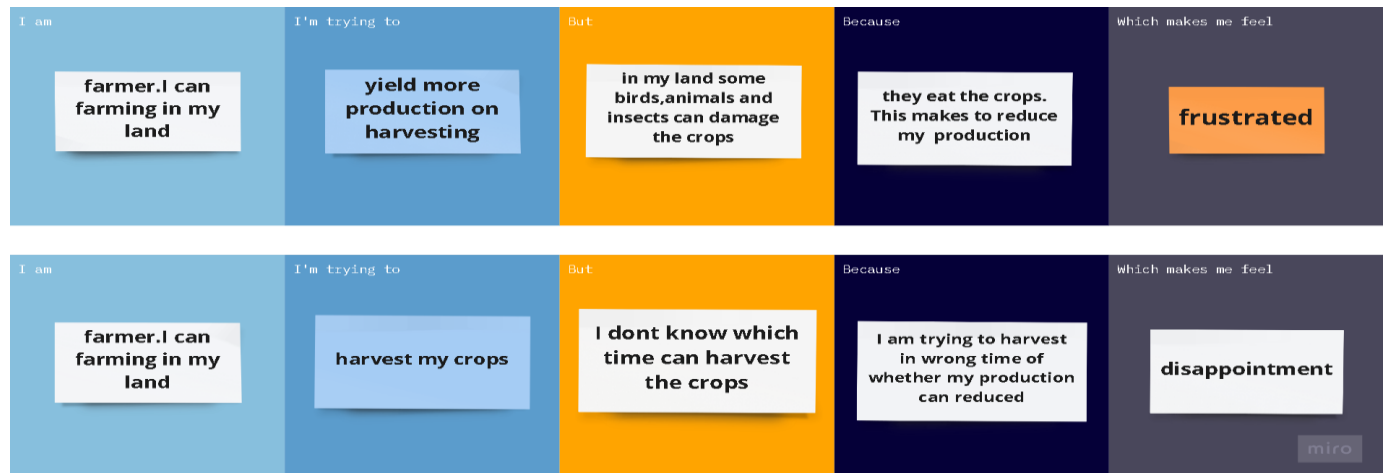 I am
farmer.I can
farming in my
land
I'm trying to
yield more
production on
harvesting
But
in my land some
birds,animals and
insects can damage
the crops
Because
they eat the crops.
This makes to reduce
my production
Which makes me feel
frustrated
I am
farmer.I can
farming in my
land
I'm trying to
harvest my crops
But
I dont know which
time can harvest
the crops
Because
I am trying to harvest
in wrong time of
whether my production
can reduced
Which makes me feel
disappointment
miro